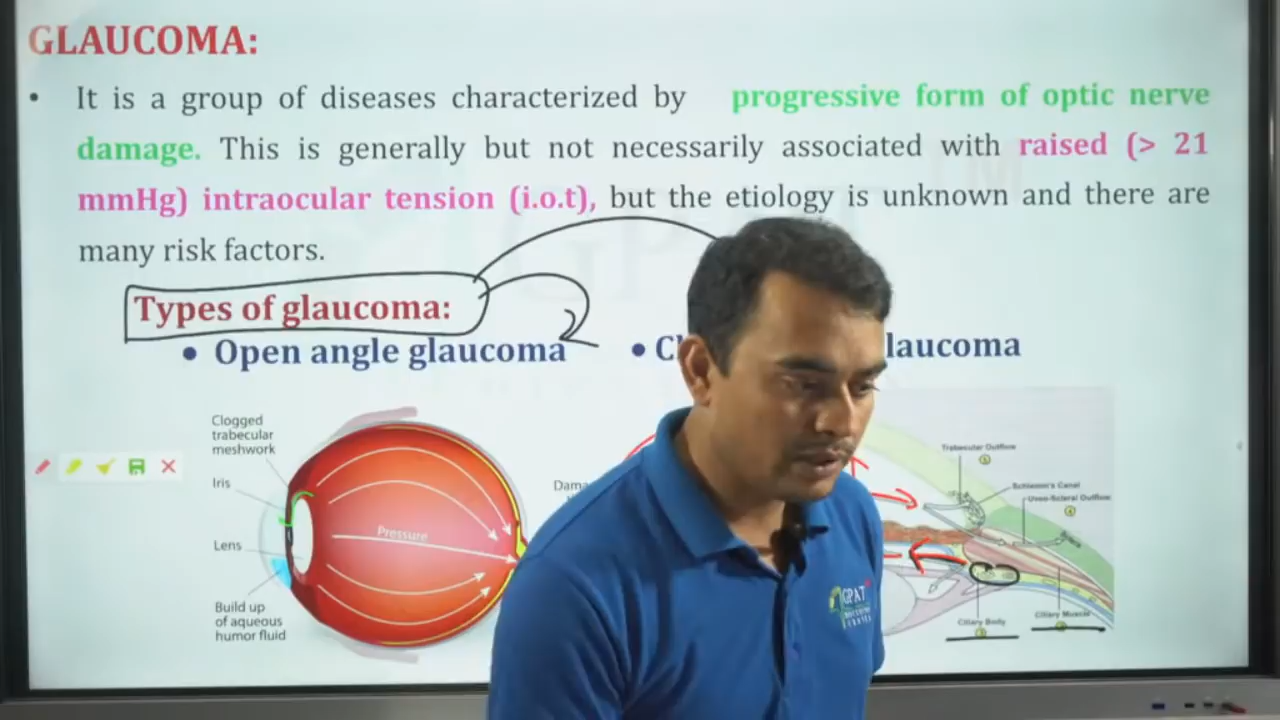 GLAUCOMA:
• It is a group of diseases characterized by progressive form of optic nerve
damage. This is generally but not necessarily associated with raised (> 21
mmHg) intraocular tension (i.o.t), but the etiology is unknown and there are
many risk factors.
Types of glaucoma:
• Open angle glaucoma
• C laucoma
Clogged
trabecular
meshwork
Iris
Lens
Build up
of aqueous
humor fluid
Pressure
Dama
Trabecular Outflow
Schlemm's Canal
Uveo-Scleral Outflow
Ciliary Body
Ciliary Muscle
GPAT